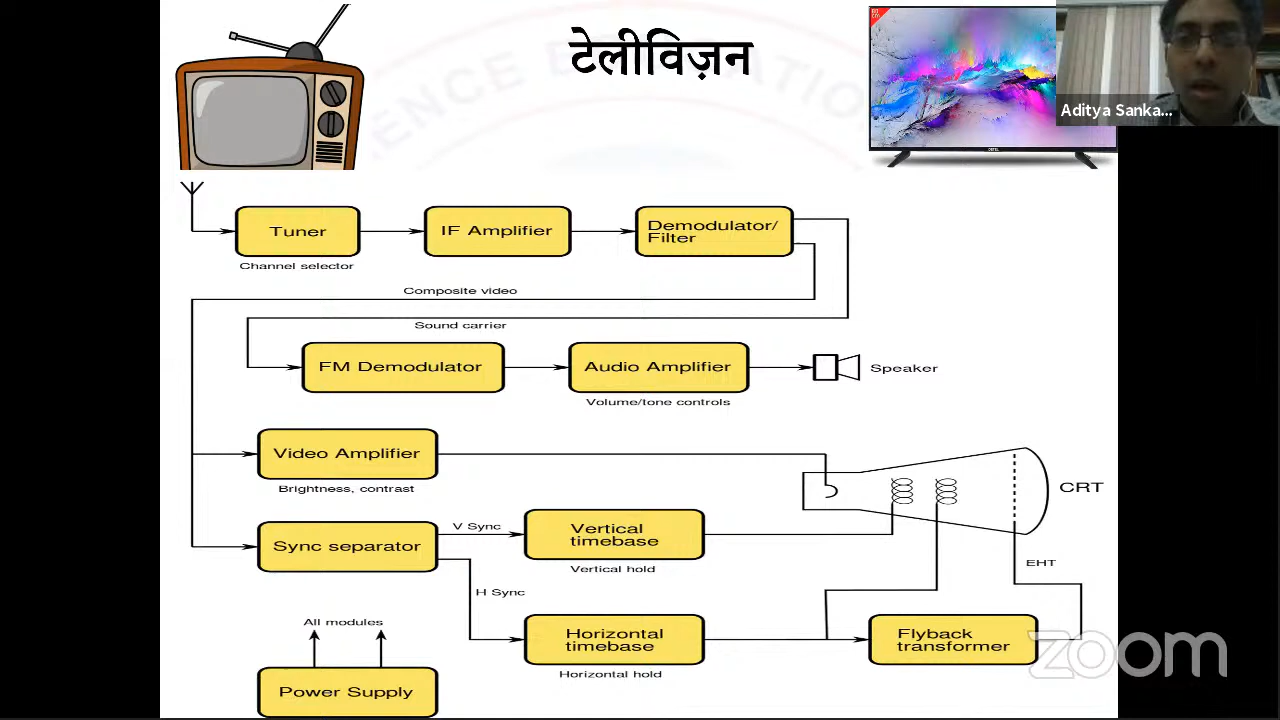 टेलीविज़न
Aditya Sanka...
Tuner
IF Amplifier
Demodulator/
Filter
Channel selector
Composite video
Sound carrier
FM Demodulator
Audio Amplifier
Speaker
Volume/tone controls
Video Amplifier
Brightness, contrast
CRT
Sync separator
V Sync
Vertical
timebase
Vertical hold
EHT
H Sync
All modules
Horizontal
timebase
Flyback
transformer
Horizontal hold
Power Supply
zoom